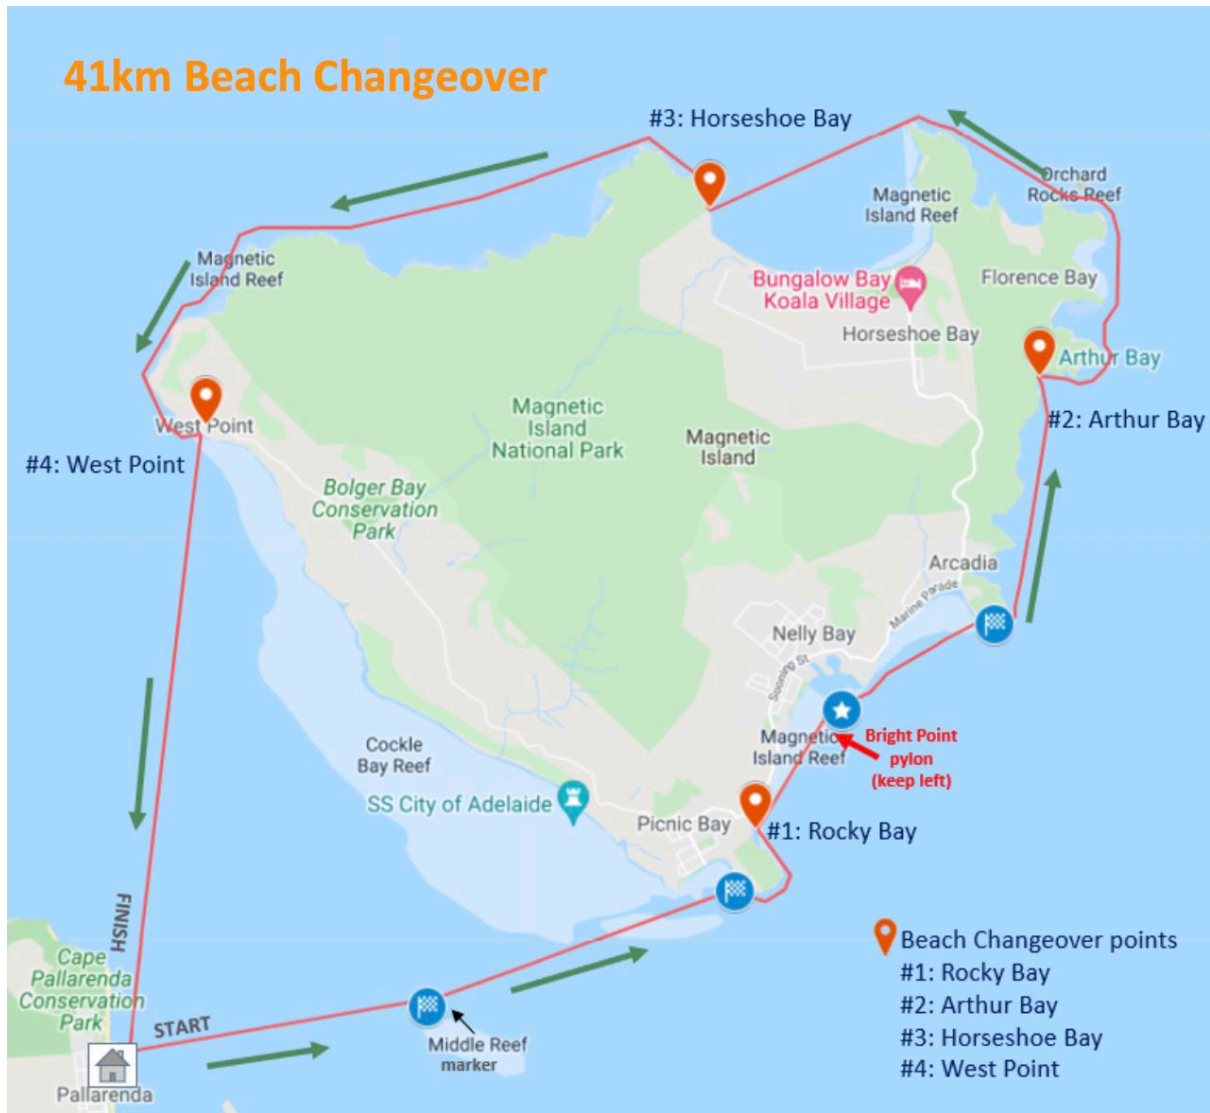 41km Beach Changeover
#3: Horseshoe Bay
Orchard
Rocks Reef
Magnetic
Island Reef
Magnetic
Island Reef
Florence Bay
Bungalow Bay
Koala Village
Horseshoe Bay
Arthur Bay
#2: Arthur Bay
West Point
#4: West Point
Magnetic
Island
National Park
Magnetic
Island
Bolger Bay
Conservation
Park
Arcadia
Marine Parade
Nelly Bay
Sooning St
Magnetic
Island Reef
Bright Point
pylon
(keep left)
Cockle
Bay Reef
SS City of Adelaide
Picnic Bay
#1: Rocky Bay
FINISH
Cape
Pallarenda
Conservation
Park
START
Middle Reef
marker
Pallarenda
Beach Changeover points
#1: Rocky Bay
#2: Arthur Bay
#3: Horseshoe Bay
#4: West Point